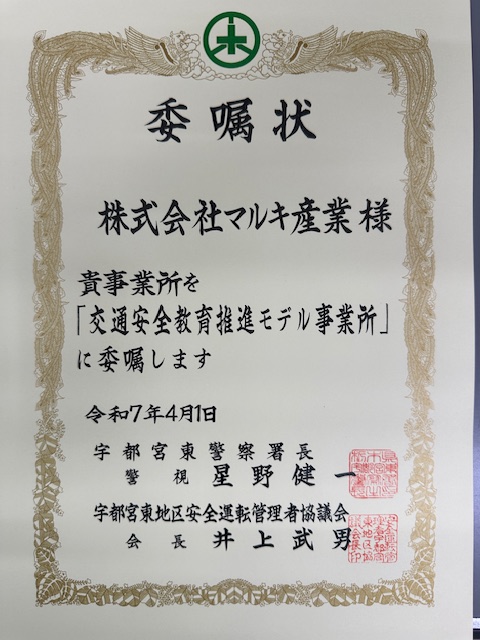 委嘱状
株式会社マルキ産業様
貴事業所を
「交通安全教育推進モデル事業所」
に委嘱します
令和7年4月1日
宇都宮東警察署長
警視 星野健一
宇都宮東地区安全運転管理者協議会
会長 井上武男